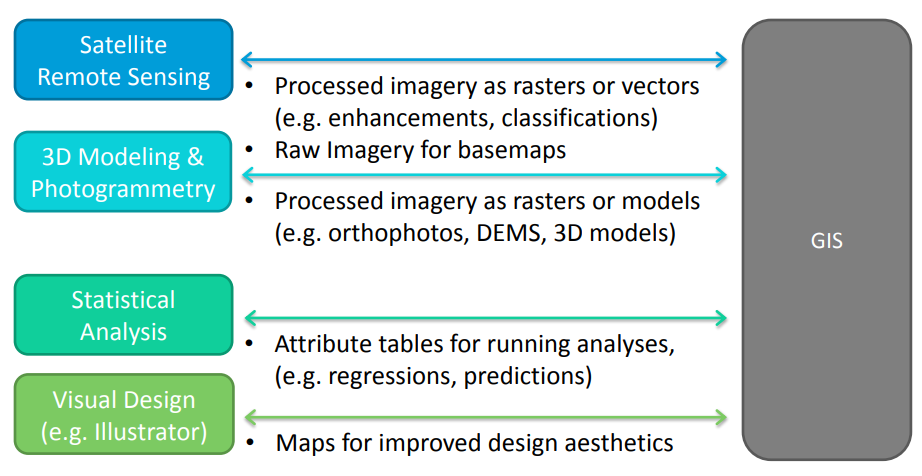 Satellite
Remote Sensing
• Processed imagery as rasters or vectors
(e.g. enhancements, classifications)
• Raw Imagery for basemaps
3D Modeling &
Photogrammetry
• Processed imagery as rasters or models
(e.g. orthophotos, DEMS, 3D models)
GIS
Statistical
Analysis
• Attribute tables for running analyses,
(e.g. regressions, predictions)
Visual Design
(e.g. Illustrator)
• Maps for improved design aesthetics